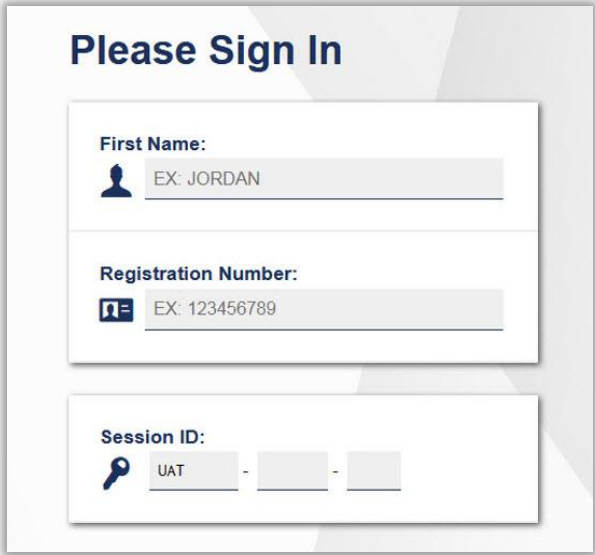 Please Sign In
First Name:
EX: JORDAN
Registration Number:
EX: 123456789
Session ID:
UAT - -